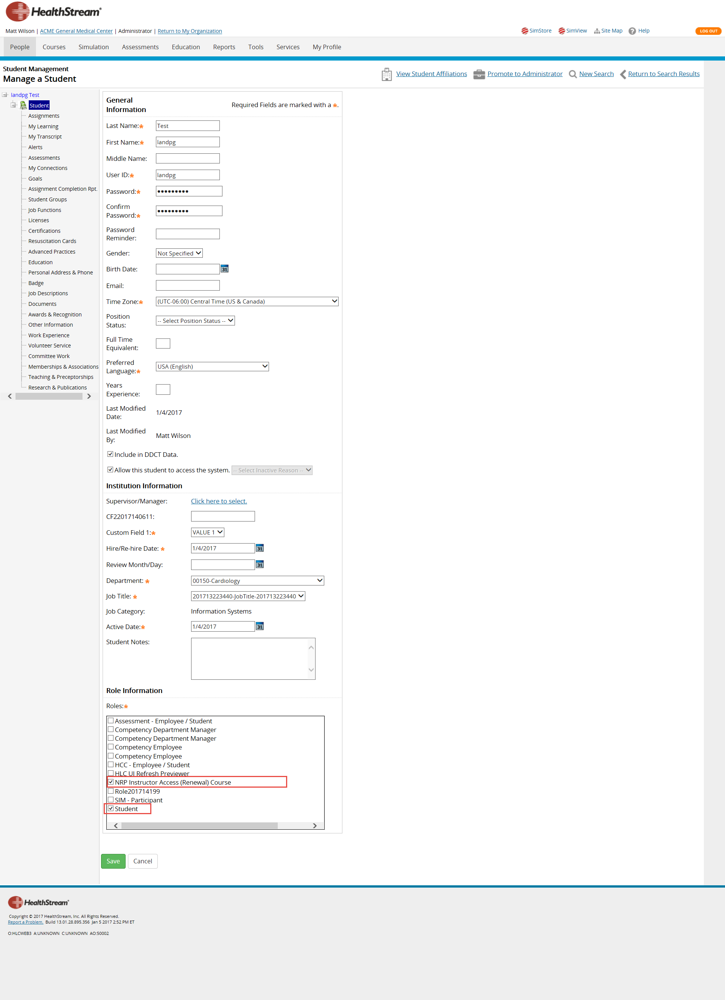 HealthStream
Matt Wilson | ACME General Medical Center | Administrator | Return to My Organization
SimStore SimView Site Map Help LOG OUT
People Courses Simulation Assessments Education Reports Tools Services My Profile
Student Management
Manage a Student
View Student Affiliations Promote to Administrator New Search Return to Search Results
landpg Test
Student
Assignments
My Learning
My Transcript
Alerts
Assessments
My Connections
Goals
Assignment Completion Rpt.
Student Groups
Job Functions
Licenses
Certifications
Resuscitation Cards
Advanced Practices
Education
Personal Address & Phone
Badge
Job Descriptions
Documents
Awards & Recognition
Other Information
Work Experience
Volunteer Service
Committee Work
Memberships & Associations
Teaching & Preceptorships
Research & Publications
General
Information
Required Fields are marked with a *.
Last Name:* Test
First Name:* landpg
Middle Name:
User ID:* landpg
Password:* •••••••••
Confirm
Password:* •••••••••
Password
Reminder:
Gender: Not Specified
Birth Date: 31
Email:
Time Zone:* (UTC-06:00) Central Time (US & Canada)
Position
Status: -- Select Position Status --
Full Time
Equivalent:
Preferred
Language:* USA (English)
Years
Experience:
Last Modified
Date: 1/4/2017
Last Modified
By: Matt Wilson
Include in DDCT Data.
Allow this student to access the system. -- Select Inactive Reason --
Institution Information
Supervisor/Manager: Click here to select.
CF22017140611:
Custom Field 1:* VALUE 1
Hire/Re-hire Date: * 1/4/2017 31
Review Month/Day: 31
Department: * 00150-Cardiology
Job Title: * 201713223440-JobTitle-201713223440
Job Category: Information Systems
Active Date:* 1/4/2017 31
Student Notes:
Role Information
Roles:*
Assessment - Employee / Student
Competency Department Manager
Competency Department Manager
Competency Employee
Competency Employee
HCC - Employee / Student
HLC UI Refresh Previewer
NRP Instructor Access (Renewal) Course
Role201714199
SIM - Participant
Student
Save Cancel
HealthStream
Copyright © 2017 HealthStream, Inc. All Rights Reserved.
Report a Problem. Build 13.01.28.895.356 Jan 5 2017 2:52 PM ET
O:HLCWEB3 A:UNKNOWN C:UNKNOWN AO:50002